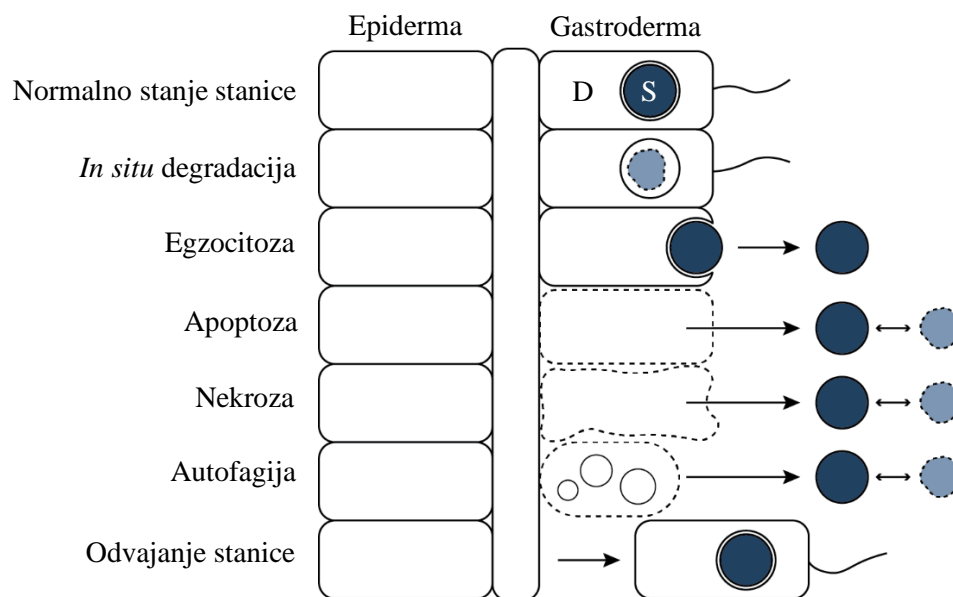 Epiderma Gastroderma
Normalno stanje stanice D S
In situ degradacija
Egzocitoza
Apoptoza
Nekroza
Autofagija
Odvajanje stanice